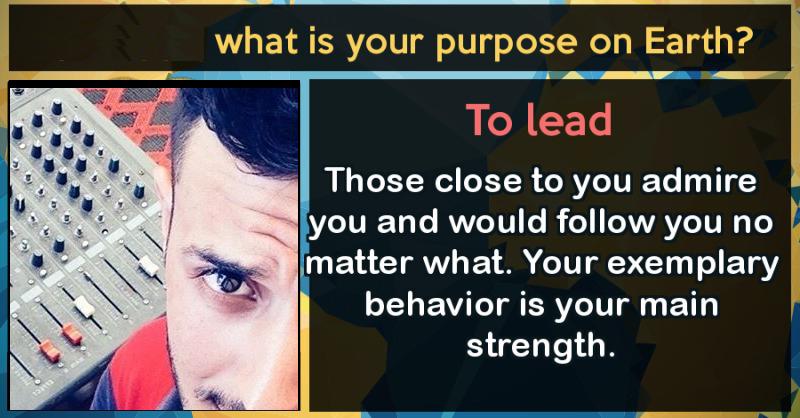 what is your purpose on Earth?
To lead
Those close to you admire
you and would follow you no
matter what. Your exemplary
behavior is your main
strength.